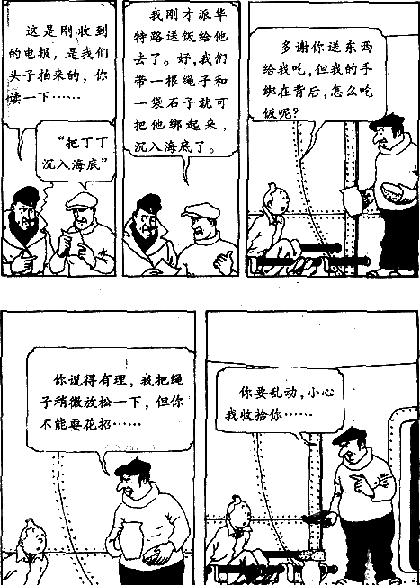 这是刚收到
的电报，是我们
头子拍来的，你
读一下……
“把丁丁
沉入海底”
我刚才派华
特路送饭给他
去了。好，我们
带一根绳子和
一袋石子就可
把他绑起来，
沉入海底了。
多谢你送东西
给我吃，但我的手
绑在背后，怎么吃
饭呢？
你说得有理，我把绳
子稍微放松一下，但你
不能耍花招……
你要乱动，小心
我收拾你……